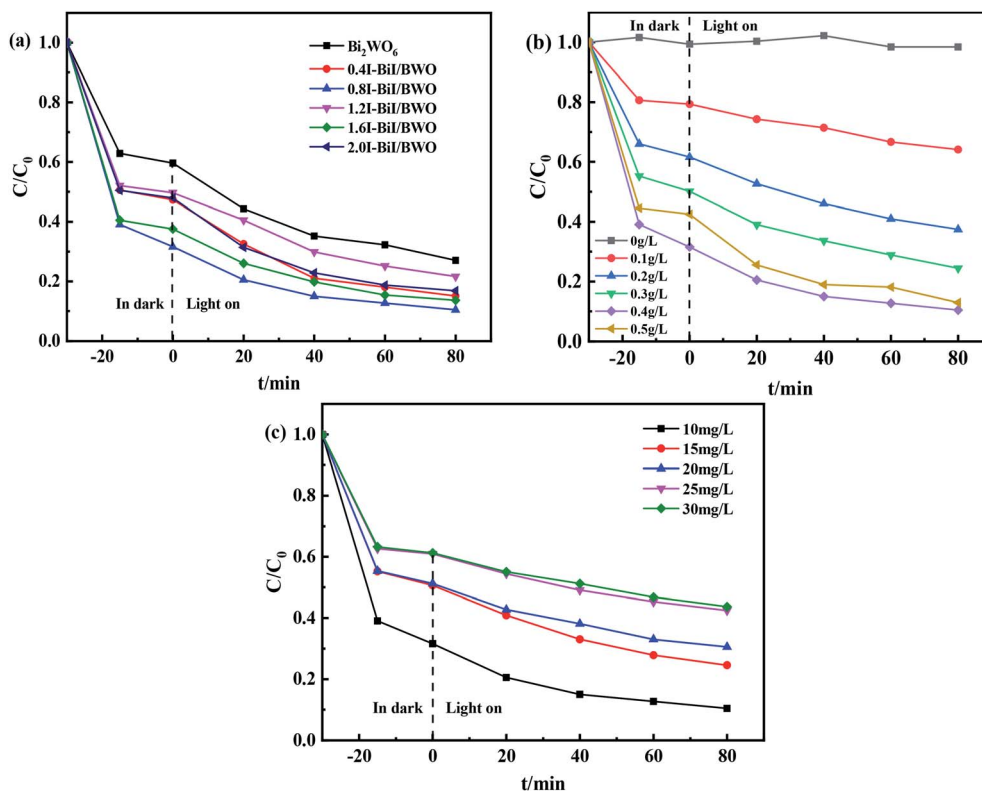 (a)
Bi₂WO₆
0.4I-BiI/BWO
0.8I-BiI/BWO
1.2I-BiI/BWO
1.6I-BiI/BWO
2.0I-BiI/BWO
In dark Light on
C/C₀
1.0
0.8
0.6
0.4
0.2
0.0
-20 0 20 40 60 80
t/min
(b)
In dark Light on
0g/L
0.1g/L
0.2g/L
0.3g/L
0.4g/L
0.5g/L
C/C₀
1.0
0.8
0.6
0.4
0.2
0.0
-20 0 20 40 60 80
t/min
(c)
10mg/L
15mg/L
20mg/L
25mg/L
30mg/L
In dark Light on
C/C₀
1.0
0.8
0.6
0.4
0.2
0.0
-20 0 20 40 60 80
t/min